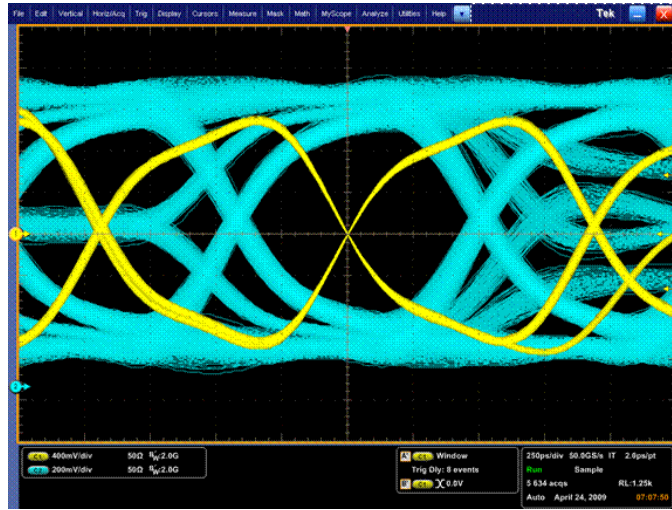 File Edit Vertical Horiz/Acq Trig Display Cursors Measure Mask Math MyScope Analyze Utilities Help Tek
1
2
C1 400mV/div 50Ω BW:2.0G
C2 200mV/div 50Ω BW:2.0G
A' C1 Window
Trig Dly: 8 events
B' C1 0.0V
250ps/div 50.0GS/s IT 2.0ps/pt
Run Sample
5 634 acqs RL:1.25k
Auto April 24, 2009 07:07:50